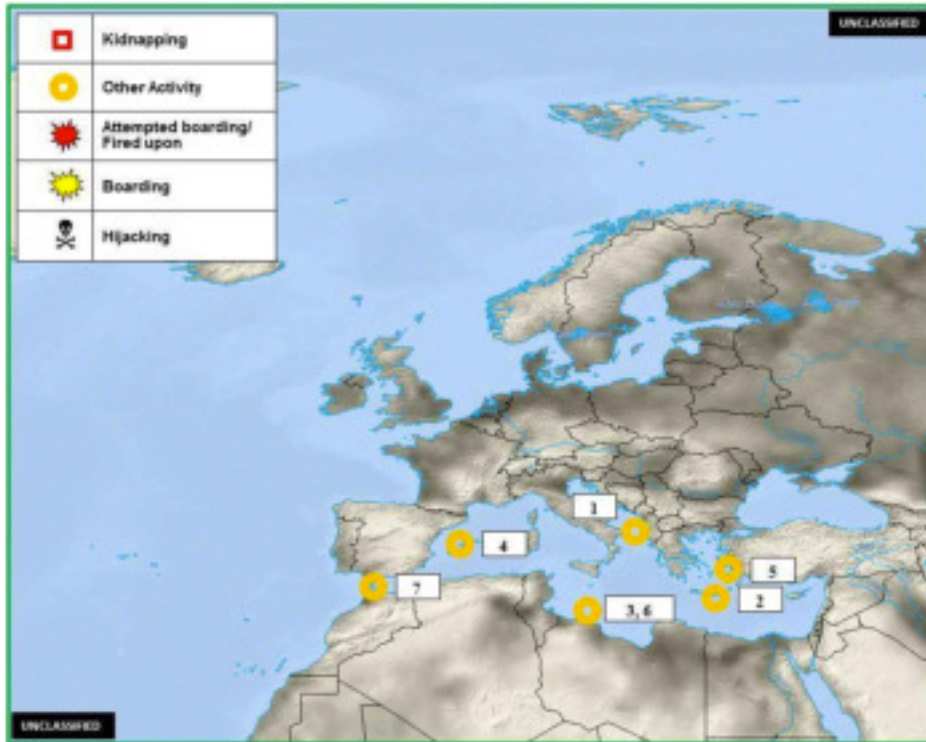 UNCLASSIFIED
Kidnapping
Other Activity
Attempted boarding/
Fired upon
Boarding
Hijacking
1
4
5
7
2
3, 6
UNCLASSIFIED